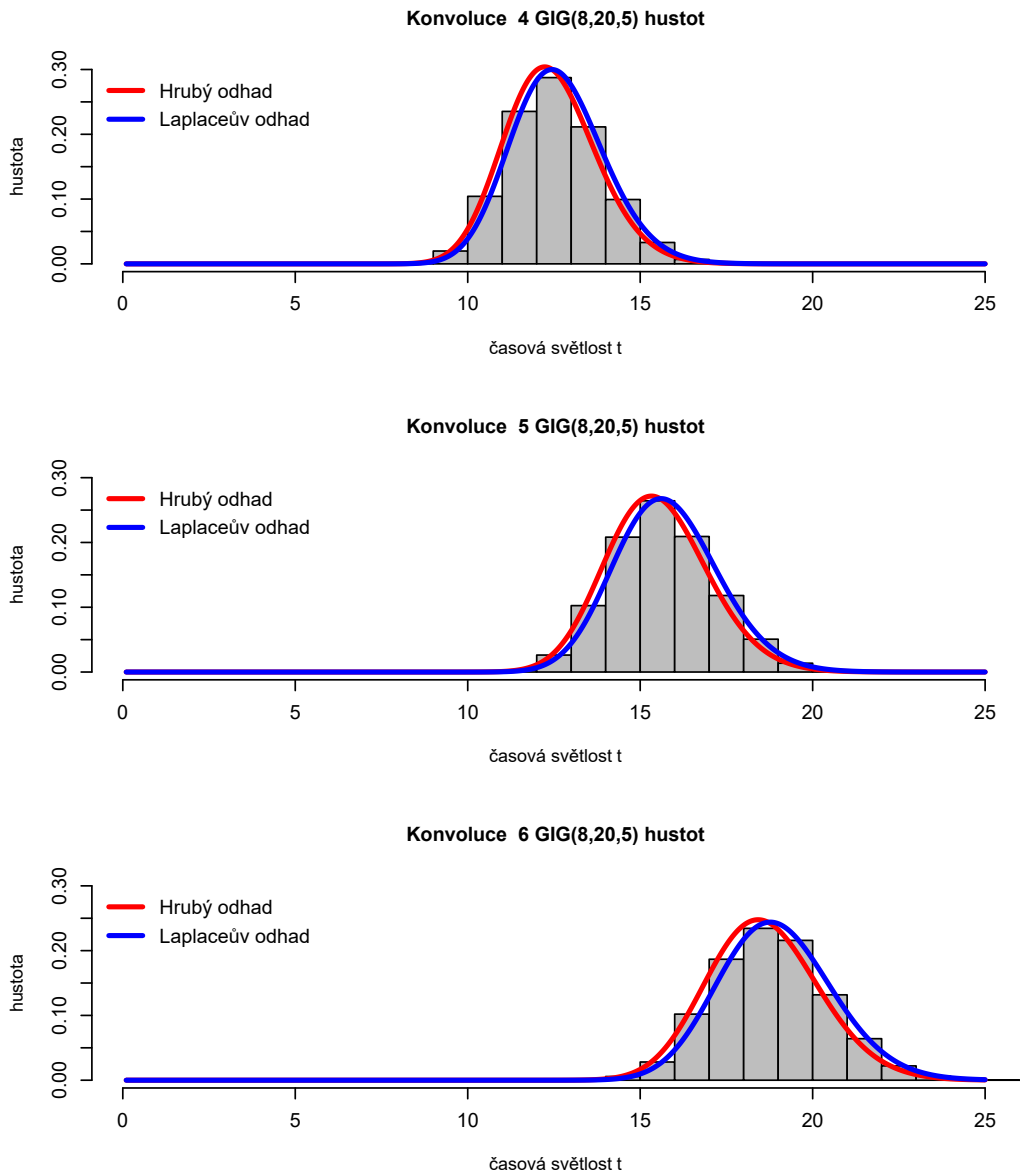 Konvoluce  4 GIG(8,20,5) hustot
0.30
Hrubý odhad
Laplaceův odhad
0.20
hustota
0.10
0.00
0 5 10 15 20 25
časová světlost t
Konvoluce  5 GIG(8,20,5) hustot
0.30
Hrubý odhad
Laplaceův odhad
0.20
hustota
0.10
0.00
0 5 10 15 20 25
časová světlost t
Konvoluce  6 GIG(8,20,5) hustot
0.30
Hrubý odhad
Laplaceův odhad
0.20
hustota
0.10
0.00
0 5 10 15 20 25
časová světlost t